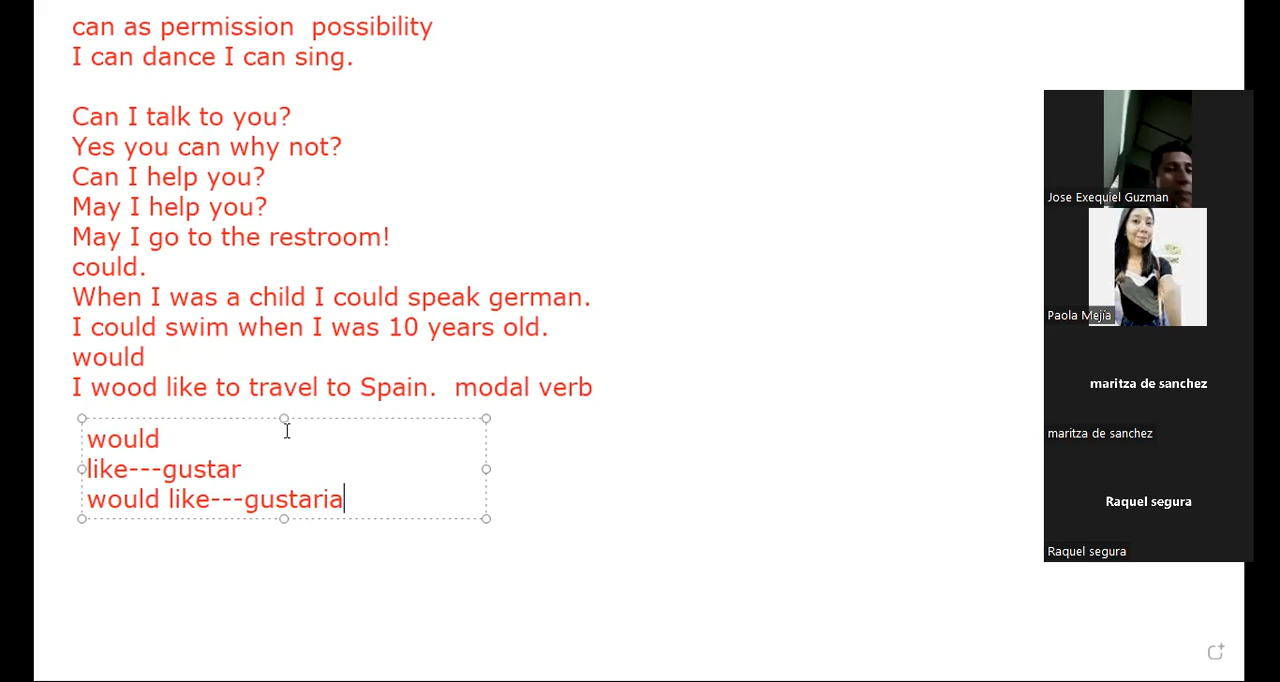 can as permission  possibility
I can dance I can sing.
Can I talk to you?
Yes you can why not?
Can I help you?
May I help you?
May I go to the restroom!
could.
When I was a child I could speak german.
I could swim when I was 10 years old.
would
I wood like to travel to Spain.  modal verb
would
like---gustar
would like---gustaria
Jose Exequiel Guzman
Paola Mejia
maritza de sanchez
maritza de sanchez
Raquel segura
Raquel segura